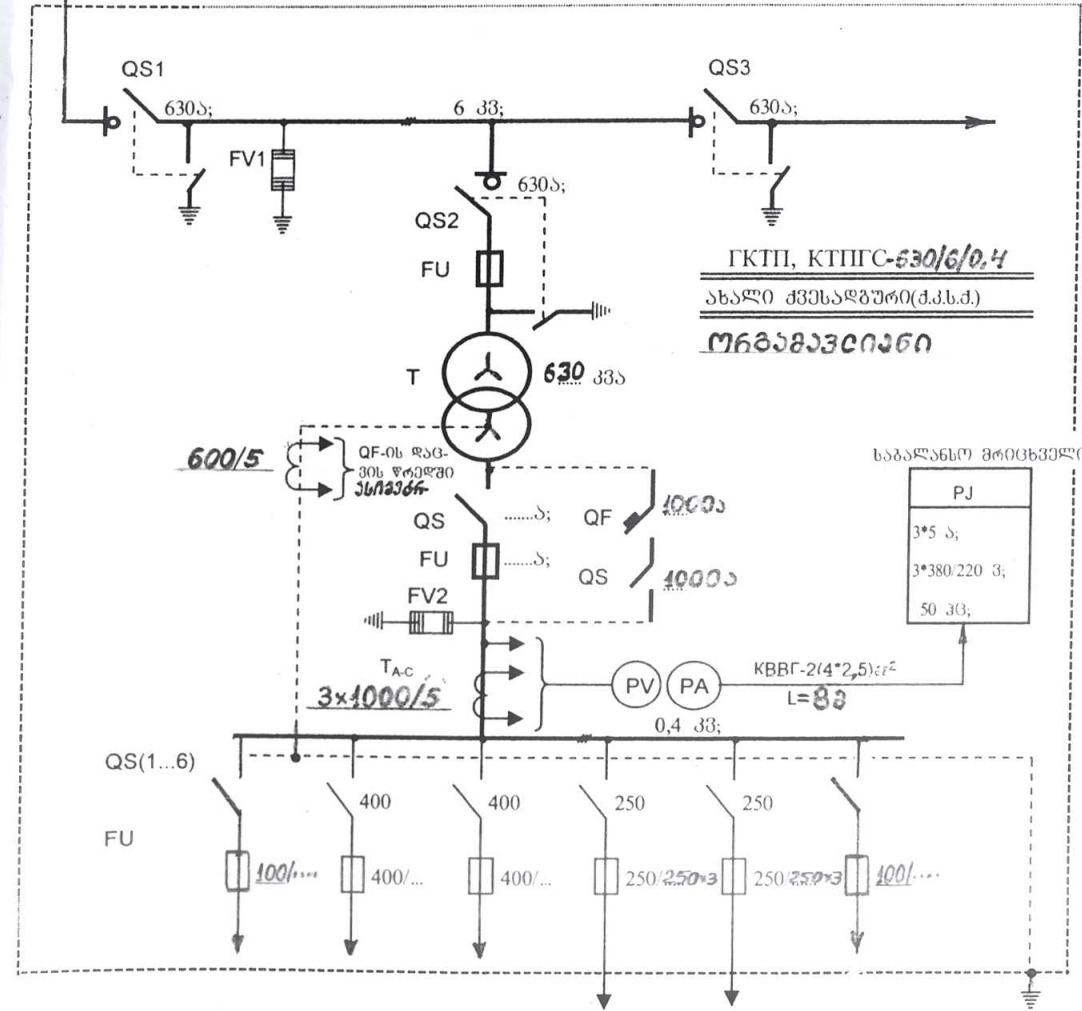 QS1
630ა;
6 კვ;
QS3
630ა;
FV1
630ა;
QS2
FU
ГКТП, КТПГС-630/6/0,4
ახალი ქვესადგური(ქ.კ.ს.ქ.)
ორგამავლიანი
T
630 კვა
600/5
QF-ის დაც-
ვის წრედში
საბალანსო მრიცხველი
PJ
3*5 ა;
3*380/220 ვ;
50 ჰც;
QS
......ა;
QF
1000ა
FU
......ა;
QS
1000ა
FV2
TA-C
3×1000/5
PV
PA
КВВГ-2(4*2,5)მმ²
L=8მ
0,4 კვ;
QS(1...6)
400
400
250
250
FU
100/....
400/...
400/...
250/250×3
250/250×3
100/....